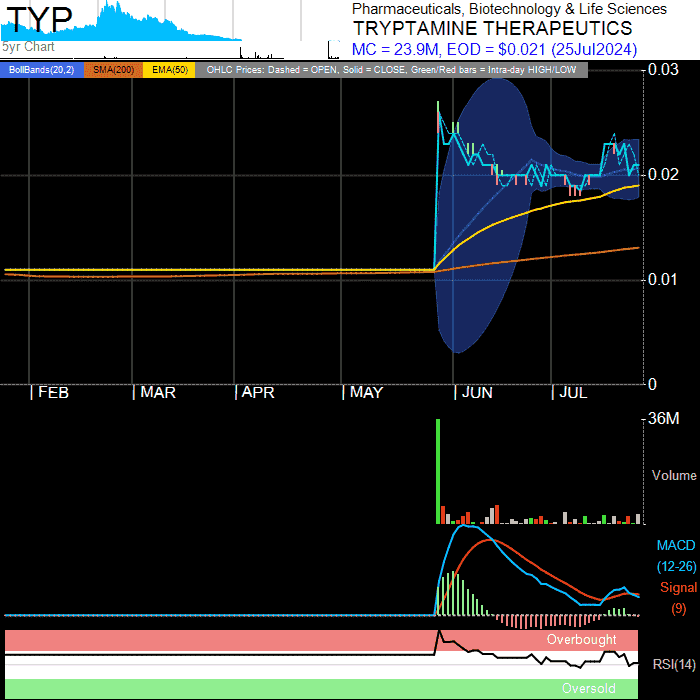 TYP
5yr Chart
Pharmaceuticals, Biotechnology & Life Sciences
TRYPTAMINE THERAPEUTICS
MC = 23.9M, EOD = $0.021 (25Jul2024)
BollBands(20,2) SMA(200) EMA(50) OHLC Prices: Dashed = OPEN, Solid = CLOSE, Green/Red bars = Intra-day HIGH/LOW
0.03
0.02
0.01
0
FEB MAR APR MAY JUN JUL
36M
Volume
MACD
(12-26)
Signal
(9)
Overbought
RSI(14)
Oversold